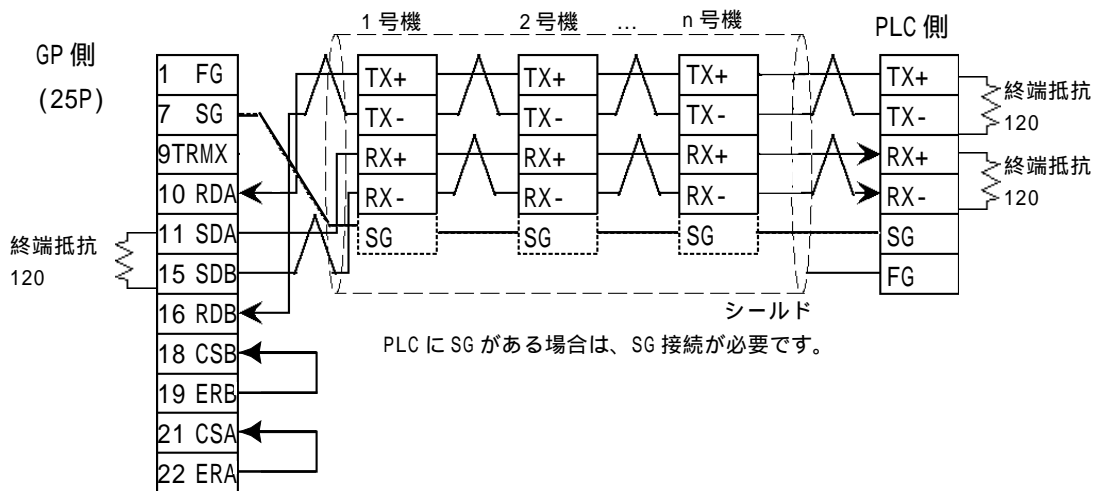 GP 側
(25P)
1 FG
7 SG
9TRMX
10 RDA
11 SDA
15 SDB
16 RDB
18 CSB
19 ERB
21 CSA
22 ERA
終端抵抗
120
1 号機
TX+
TX-
RX+
RX-
SG
2 号機
TX+
TX-
RX+
RX-
SG
...
n 号機
TX+
TX-
RX+
RX-
SG
PLC 側
TX+
TX-
RX+
RX-
SG
FG
終端抵抗
120
終端抵抗
120
シールド
PLC に SG がある場合は、SG 接続が必要です。